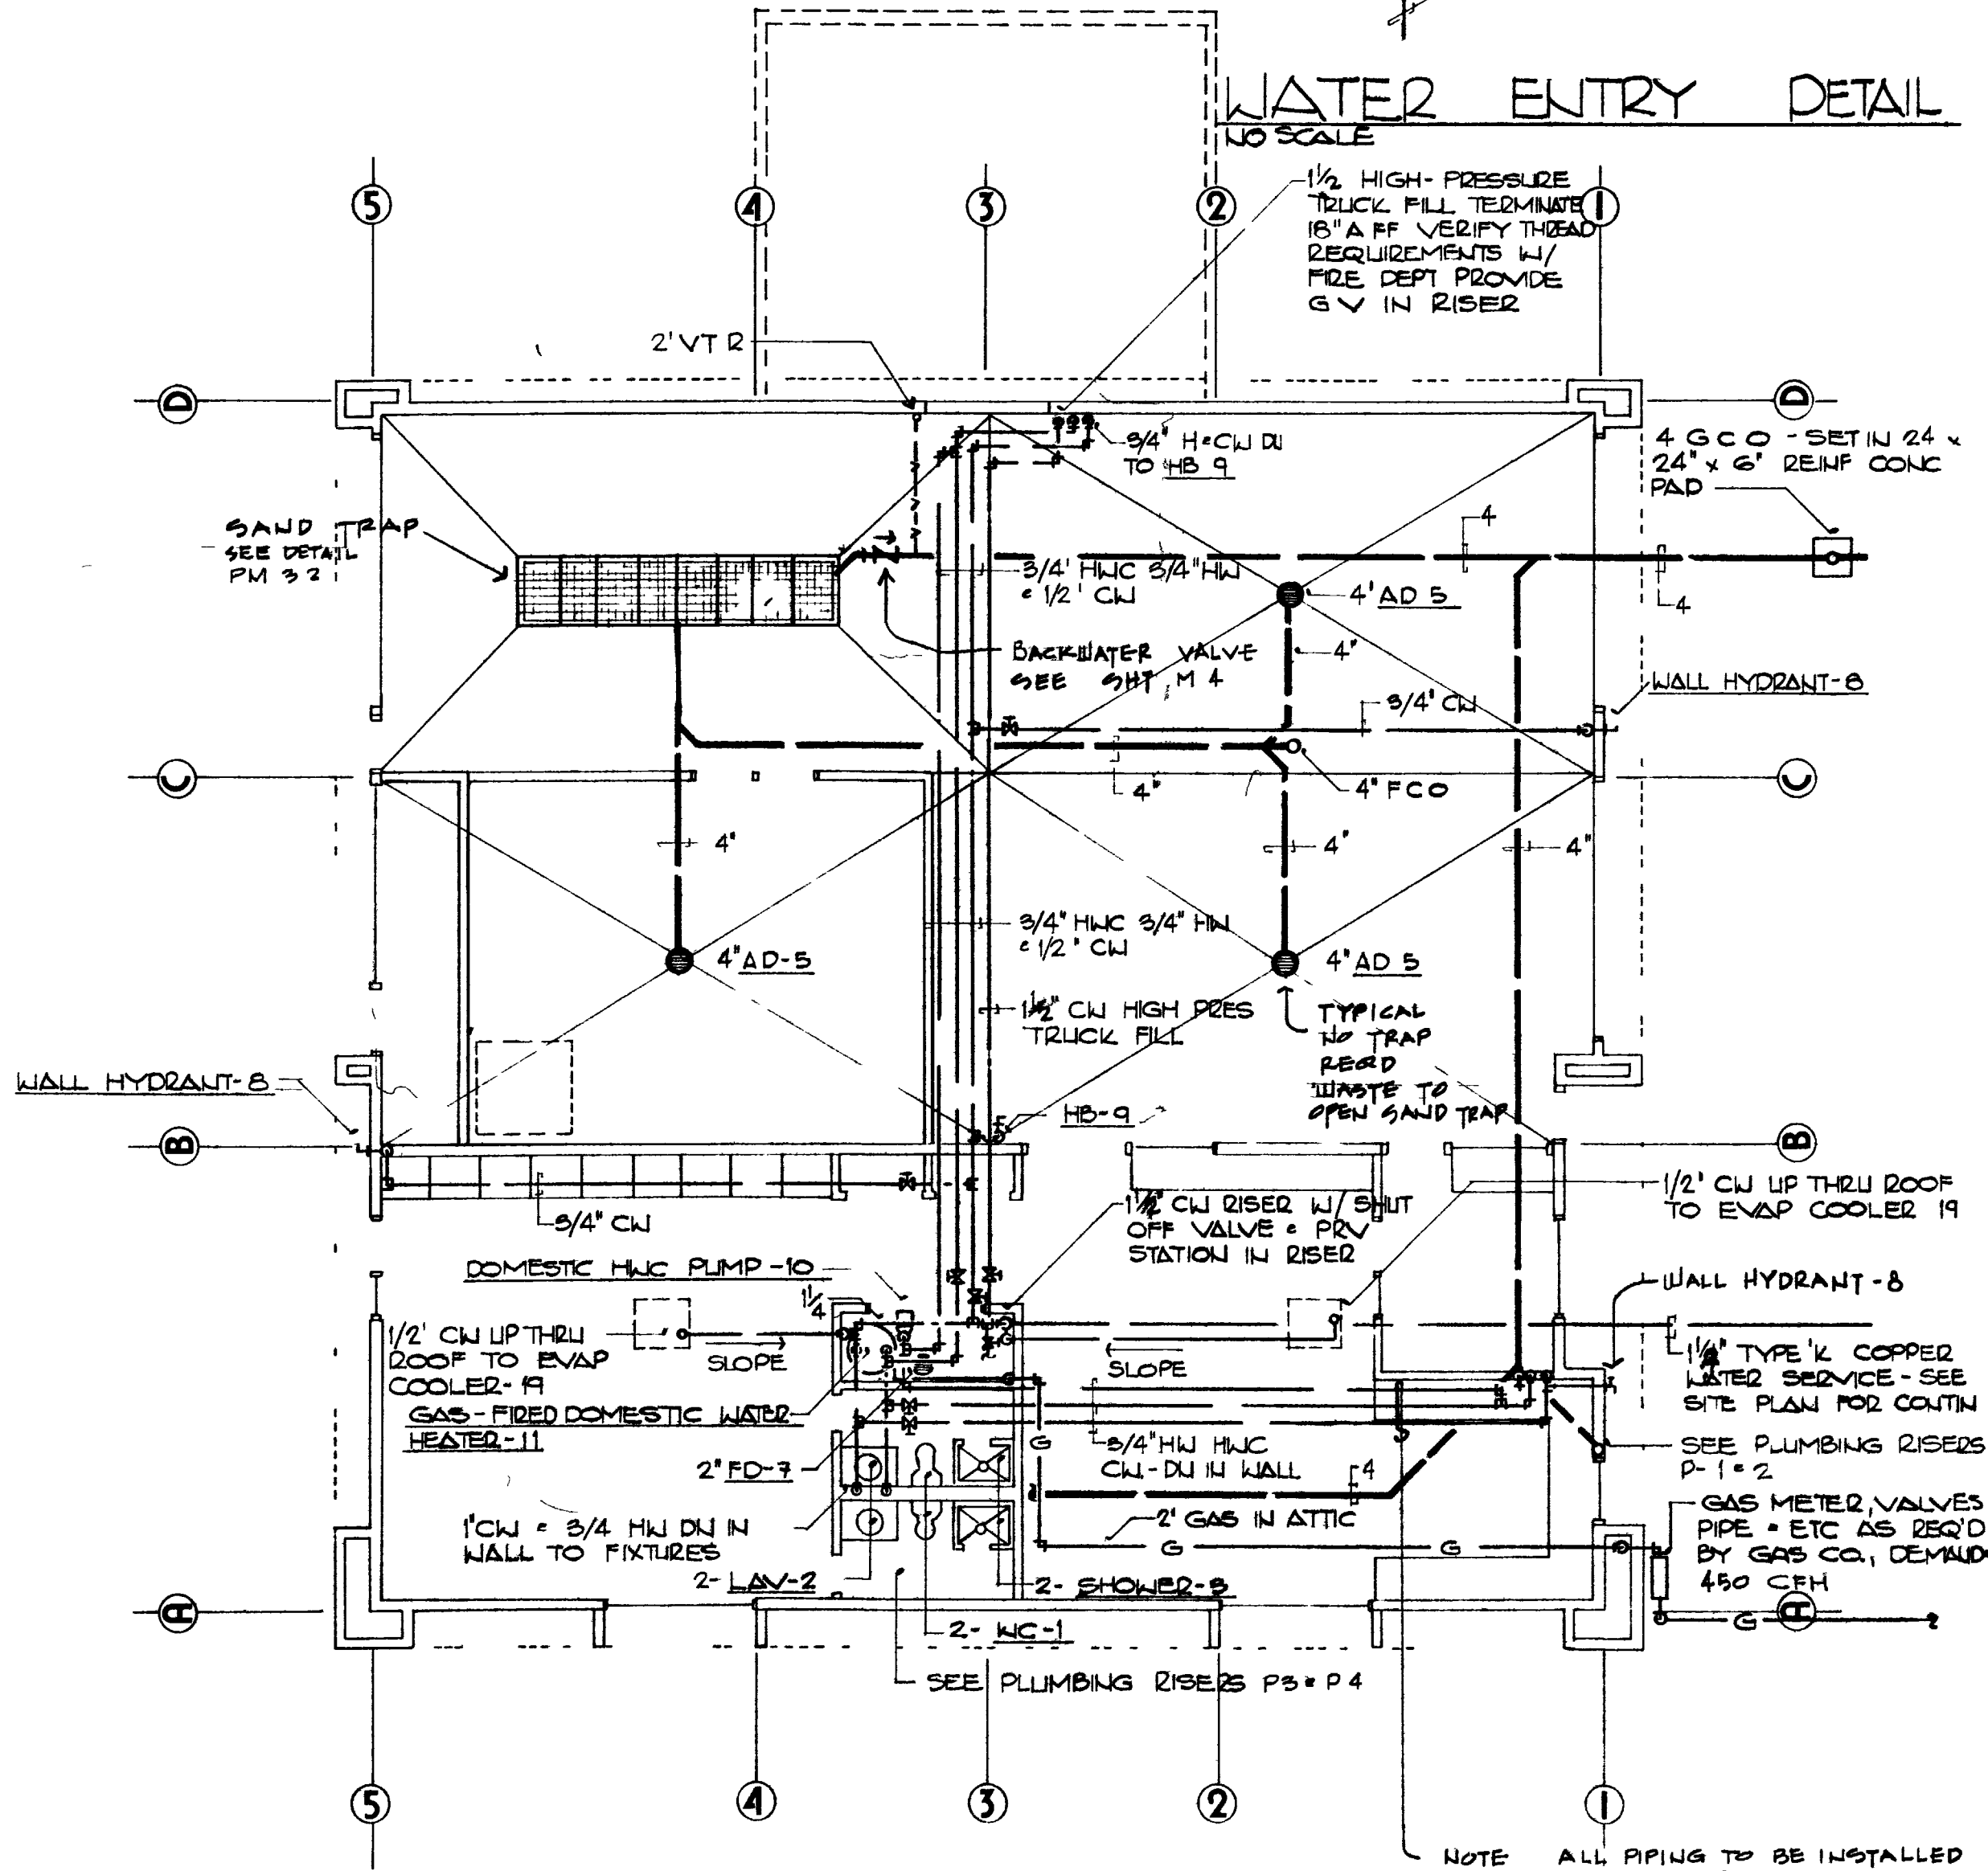 WATER ENTRY DETAIL
NO SCALE
1½ HIGH-PRESSURE
TRUCK FILL TERMINATE
18" A FF VERIFY THREAD
REQUIREMENTS W/
FIRE DEPT PROVIDE
G V IN RISER
5
4
3
2
1
2' VT R
D
D
3/4" H & CW DN
TO HB 9
4 G C O - SET IN 24 x
24" x 6" REINF CONC
PAD
SAND TRAP
SEE DETAIL
PM 3 2
4
4
3/4' HWC 3/4" HW
& 1/2' CW
4' AD 5
BACKWATER VALVE
SEE SHT M 4
4"
WALL HYDRANT-8
3/4' CW
C
C
4"
4" FCO
4"
4"
4"
3/4" HWC 3/4" HW
& 1/2" CW
4" AD-5
4" AD 5
1½" CW HIGH PRES
TRUCK FILL
TYPICAL
NO TRAP
REQD
WASTE TO
OPEN SAND TRAP
WALL HYDRANT-8
HB-9
B
B
3/4" CW
1½" CW RISER W/ SHUT
OFF VALVE & PRV
STATION IN RISER
1/2' CW UP THRU ROOF
TO EVAP COOLER 19
DOMESTIC HWC PUMP-10
WALL HYDRANT-8
1¼
1/2' CW UP THRU
ROOF TO EVAP
COOLER-19
SLOPE
SLOPE
TYPE 'K COPPER
WATER SERVICE - SEE
SITE PLAN FOR CONTIN
GAS-FIRED DOMESTIC WATER
HEATER-11
G
3/4" HW HWC
CW-DN IN WALL
SEE PLUMBING RISERS
P-1 & 2
2" FD-7
4
GAS METER, VALVES
PIPE & ETC AS REQ'D
BY GAS CO., DEMAND
450 CFH
1" CW & 3/4 HW DN IN
WALL TO FIXTURES
2' GAS IN ATTIC
G
G
2- LAV-2
2- SHOWER-3
A
A
G
2- WC-1
SEE PLUMBING RISERS P3 & P 4
5
4
3
2
1
NOTE ALL PIPING TO BE INSTALLED